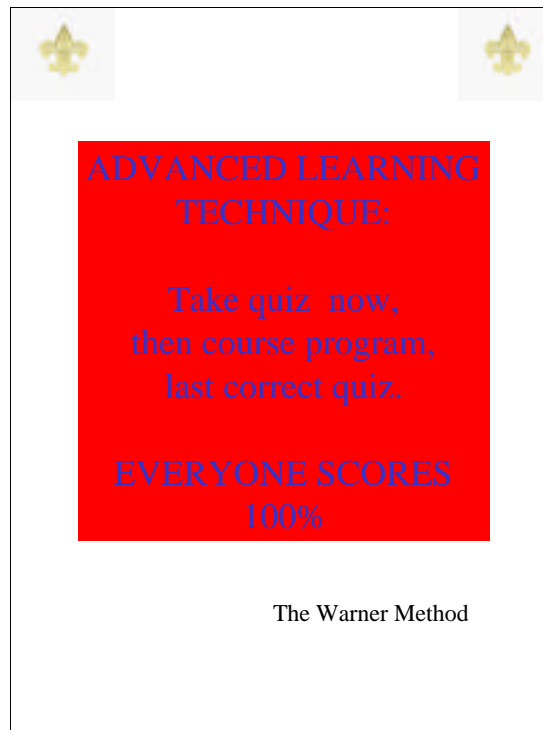 ADVANCED LEARNING
TECHNIQUE:
Take quiz  now,
then course program,
last correct quiz.
EVERYONE SCORES
100%
The Warner Method